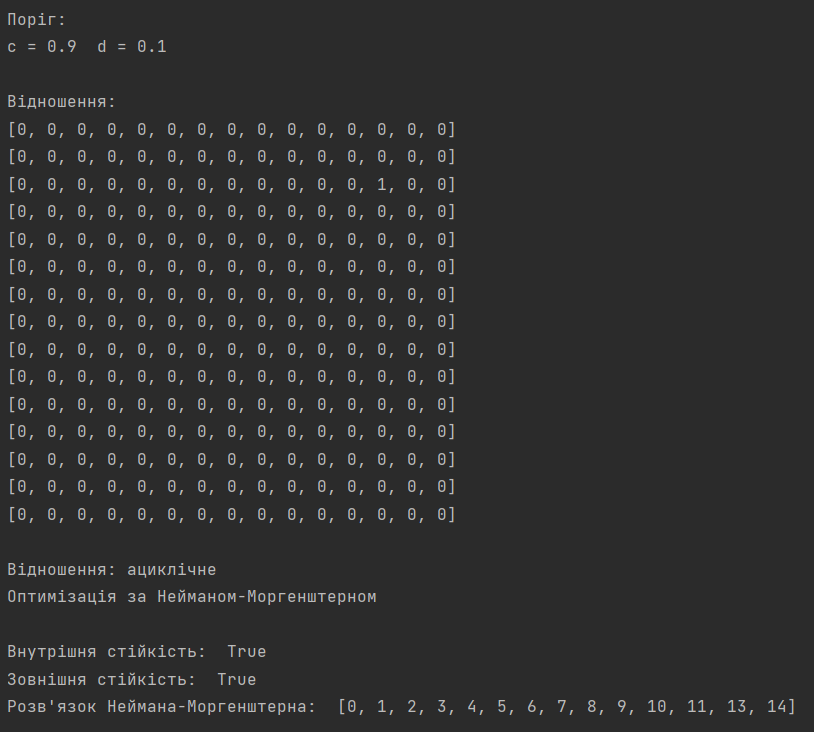 Поріг:
c = 0.9  d = 0.1
Відношення:
[0, 0, 0, 0, 0, 0, 0, 0, 0, 0, 0, 0, 0, 0, 0]
[0, 0, 0, 0, 0, 0, 0, 0, 0, 0, 0, 0, 0, 0, 0]
[0, 0, 0, 0, 0, 0, 0, 0, 0, 0, 0, 0, 1, 0, 0]
[0, 0, 0, 0, 0, 0, 0, 0, 0, 0, 0, 0, 0, 0, 0]
[0, 0, 0, 0, 0, 0, 0, 0, 0, 0, 0, 0, 0, 0, 0]
[0, 0, 0, 0, 0, 0, 0, 0, 0, 0, 0, 0, 0, 0, 0]
[0, 0, 0, 0, 0, 0, 0, 0, 0, 0, 0, 0, 0, 0, 0]
[0, 0, 0, 0, 0, 0, 0, 0, 0, 0, 0, 0, 0, 0, 0]
[0, 0, 0, 0, 0, 0, 0, 0, 0, 0, 0, 0, 0, 0, 0]
[0, 0, 0, 0, 0, 0, 0, 0, 0, 0, 0, 0, 0, 0, 0]
[0, 0, 0, 0, 0, 0, 0, 0, 0, 0, 0, 0, 0, 0, 0]
[0, 0, 0, 0, 0, 0, 0, 0, 0, 0, 0, 0, 0, 0, 0]
[0, 0, 0, 0, 0, 0, 0, 0, 0, 0, 0, 0, 0, 0, 0]
[0, 0, 0, 0, 0, 0, 0, 0, 0, 0, 0, 0, 0, 0, 0]
[0, 0, 0, 0, 0, 0, 0, 0, 0, 0, 0, 0, 0, 0, 0]
Відношення: ациклічне
Оптимізація за Нейманом-Моргенштерном
Внутрішня стійкість:  True
Зовнішня стійкість:  True
Розв'язок Неймана-Моргенштерна:  [0, 1, 2, 3, 4, 5, 6, 7, 8, 9, 10, 11, 13, 14]